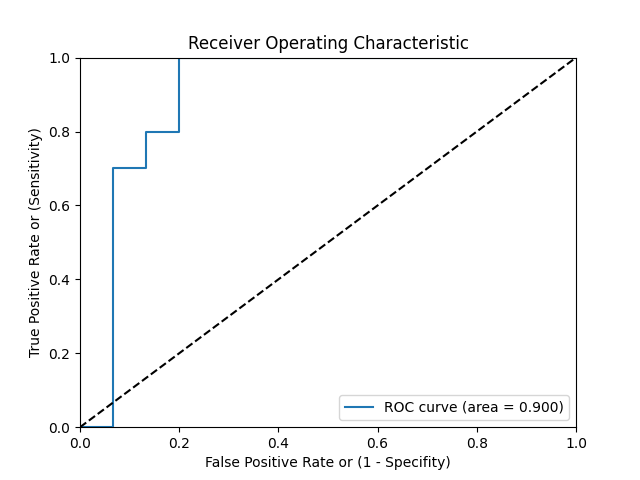 Receiver Operating Characteristic
True Positive Rate or (Sensitivity)
1.0
0.8
0.6
0.4
0.2
0.0
ROC curve (area = 0.900)
0.0 0.2 0.4 0.6 0.8 1.0
False Positive Rate or (1 - Specifity)